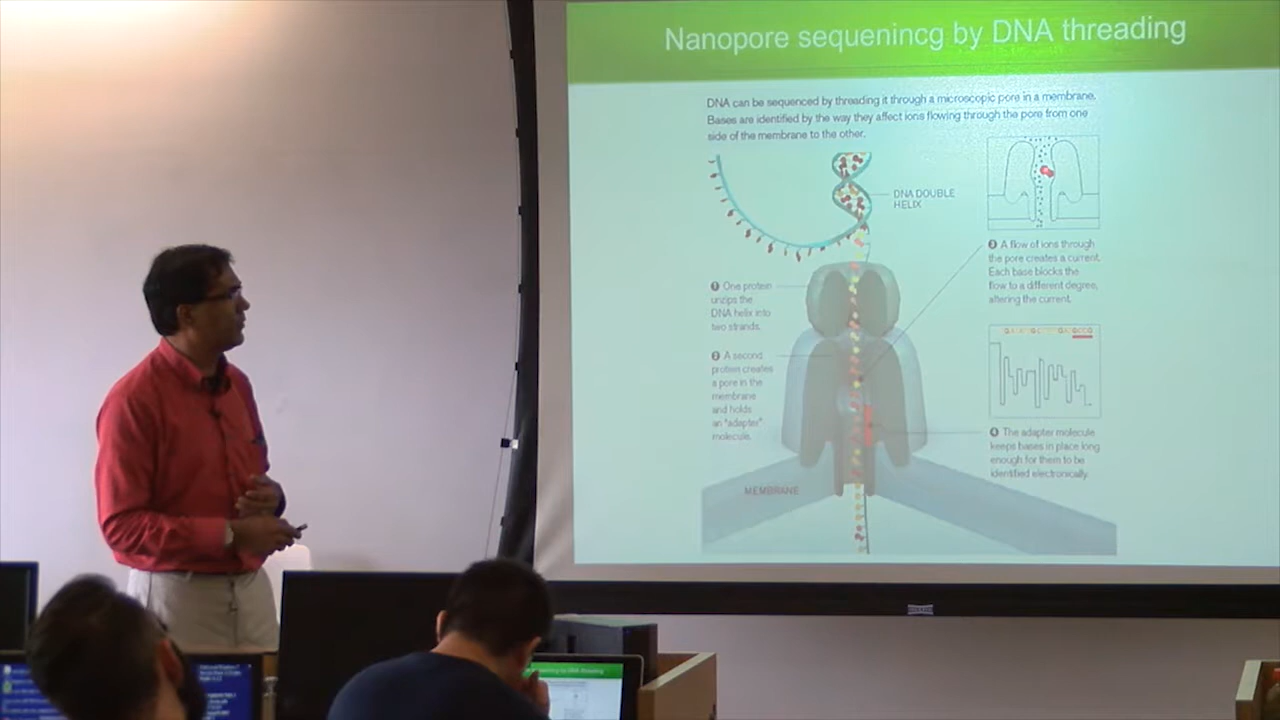 Nanopore sequenincg by DNA threading
DNA can be sequenced by threading it through a microscopic pore in a membrane.
Bases are identified by the way they affect ions flowing through the pore from one
side of the membrane to the other.
DNA DOUBLE
HELIX
❶ One protein
unzips the
DNA helix into
two strands.
❷ A second
protein creates
a pore in the
membrane
and holds
an "adapter"
molecule.
MEMBRANE
❸ A flow of ions through
the pore creates a current.
Each base blocks the
flow to a different degree,
altering the current.
❹ The adapter molecule
keeps bases in place long
enough for them to be
identified electronically.